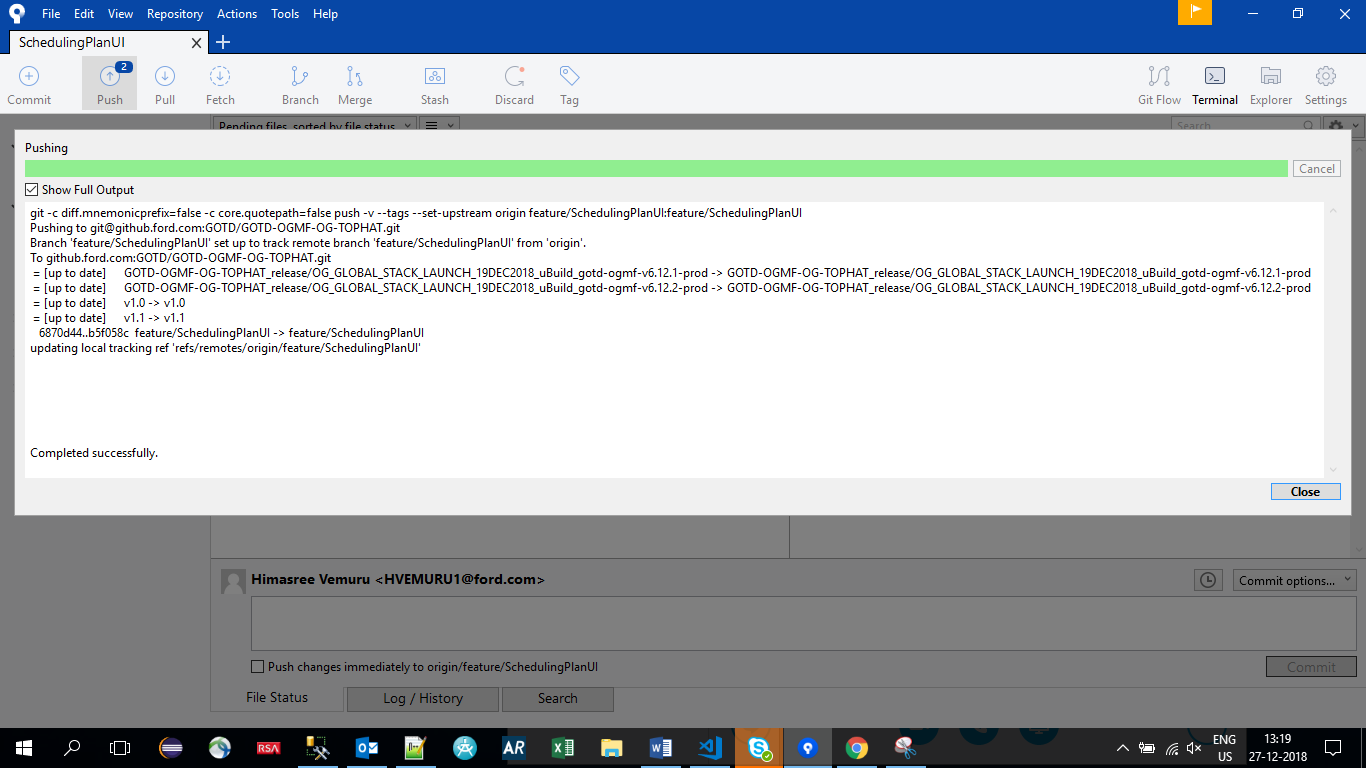 File Edit View Repository Actions Tools Help
SchedulingPlanUI
2
Commit Push Pull Fetch Branch Merge Stash Discard Tag Git Flow Terminal Explorer Settings
Pending files, sorted by file status Search
Pushing
Cancel
Show Full Output
git -c diff.mnemonicprefix=false -c core.quotepath=false push -v --tags --set-upstream origin feature/SchedulingPlanUI:feature/SchedulingPlanUI
Pushing to git@github.ford.com:GOTD/GOTD-OGMF-OG-TOPHAT.git
Branch 'feature/SchedulingPlanUI' set up to track remote branch 'feature/SchedulingPlanUI' from 'origin'.
To github.ford.com:GOTD/GOTD-OGMF-OG-TOPHAT.git
= [up to date] GOTD-OGMF-OG-TOPHAT_release/OG_GLOBAL_STACK_LAUNCH_19DEC2018_uBuild_gotd-ogmf-v6.12.1-prod -> GOTD-OGMF-OG-TOPHAT_release/OG_GLOBAL_STACK_LAUNCH_19DEC2018_uBuild_gotd-ogmf-v6.12.1-prod
= [up to date] GOTD-OGMF-OG-TOPHAT_release/OG_GLOBAL_STACK_LAUNCH_19DEC2018_uBuild_gotd-ogmf-v6.12.2-prod -> GOTD-OGMF-OG-TOPHAT_release/OG_GLOBAL_STACK_LAUNCH_19DEC2018_uBuild_gotd-ogmf-v6.12.2-prod
= [up to date] v1.0 -> v1.0
= [up to date] v1.1 -> v1.1
6870d44..b5f058c feature/SchedulingPlanUI -> feature/SchedulingPlanUI
updating local tracking ref 'refs/remotes/origin/feature/SchedulingPlanUI'
Completed successfully.
Close
Himasree Vemuru <HVEMURU1@ford.com>
Commit options...
Push changes immediately to origin/feature/SchedulingPlanUI
Commit
File Status Log / History Search
RSA AR
ENG 13:19
US 27-12-2018